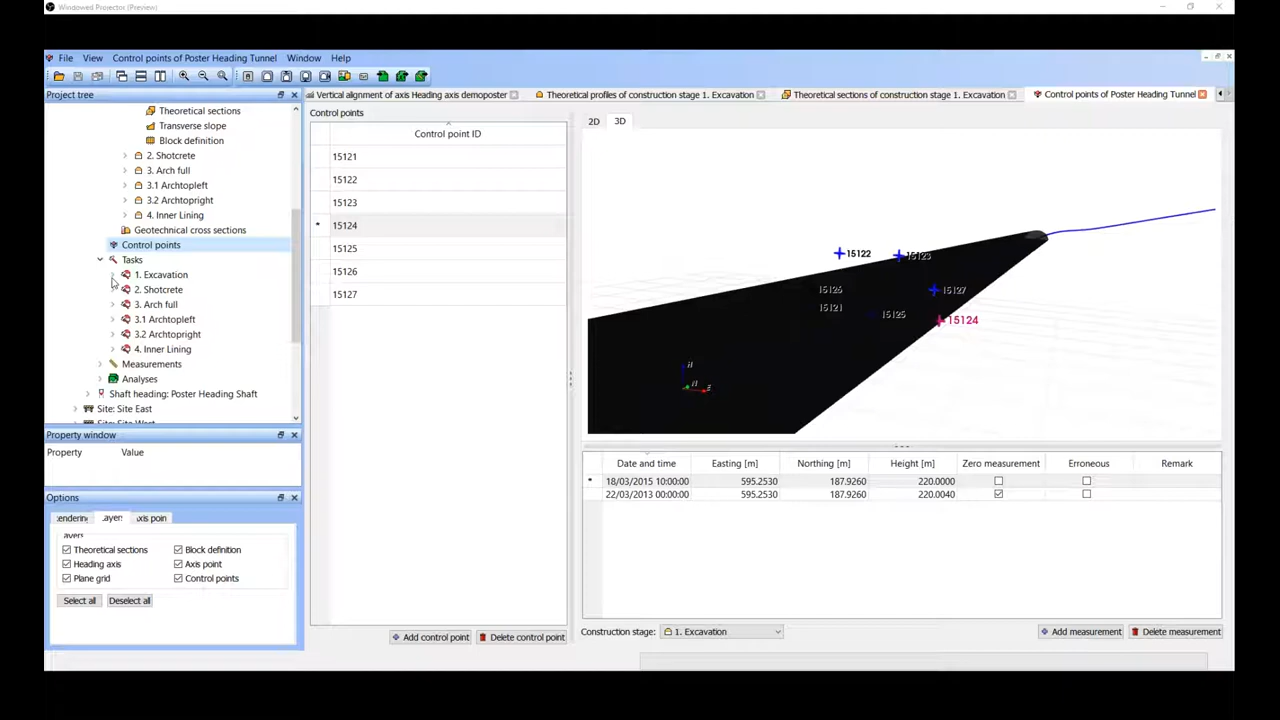 Windowed Projector (Preview)
File View Control points of Poster Heading Tunnel Window Help
Project tree
Vertical alignment of axis Heading axis demoposter
Theoretical profiles of construction stage 1. Excavation
Theoretical sections of construction stage 1. Excavation
Control points of Poster Heading Tunnel
Theoretical sections
Transverse slope
Block definition
2. Shotcrete
3. Arch full
3.1 Archtopleft
3.2 Archtopright
4. Inner Lining
Geotechnical cross sections
Control points
Tasks
1. Excavation
2. Shotcrete
3. Arch full
3.1 Archtopleft
3.2 Archtopright
4. Inner Lining
Measurements
Analyses
Shaft heading: Poster Heading Shaft
Site: Site East
Property window
Property Value
Options
Layers
Theoretical sections Block definition
Heading axis Axis point
Plane grid Control points
Select all Deselect all
Control points
Control point ID
15121
15122
15123
* 15124
15125
15126
15127
Add control point Delete control point
2D 3D
15122 15123
15126 15127
15121 15125 15124
H
N E
Date and time Easting [m] Northing [m] Height [m] Zero measurement Erroneous Remark
* 18/03/2015 10:00:00 595.2530 187.9260 220.0000
22/03/2013 00:00:00 595.2530 187.9260 220.0040
Construction stage: 1. Excavation Add measurement Delete measurement